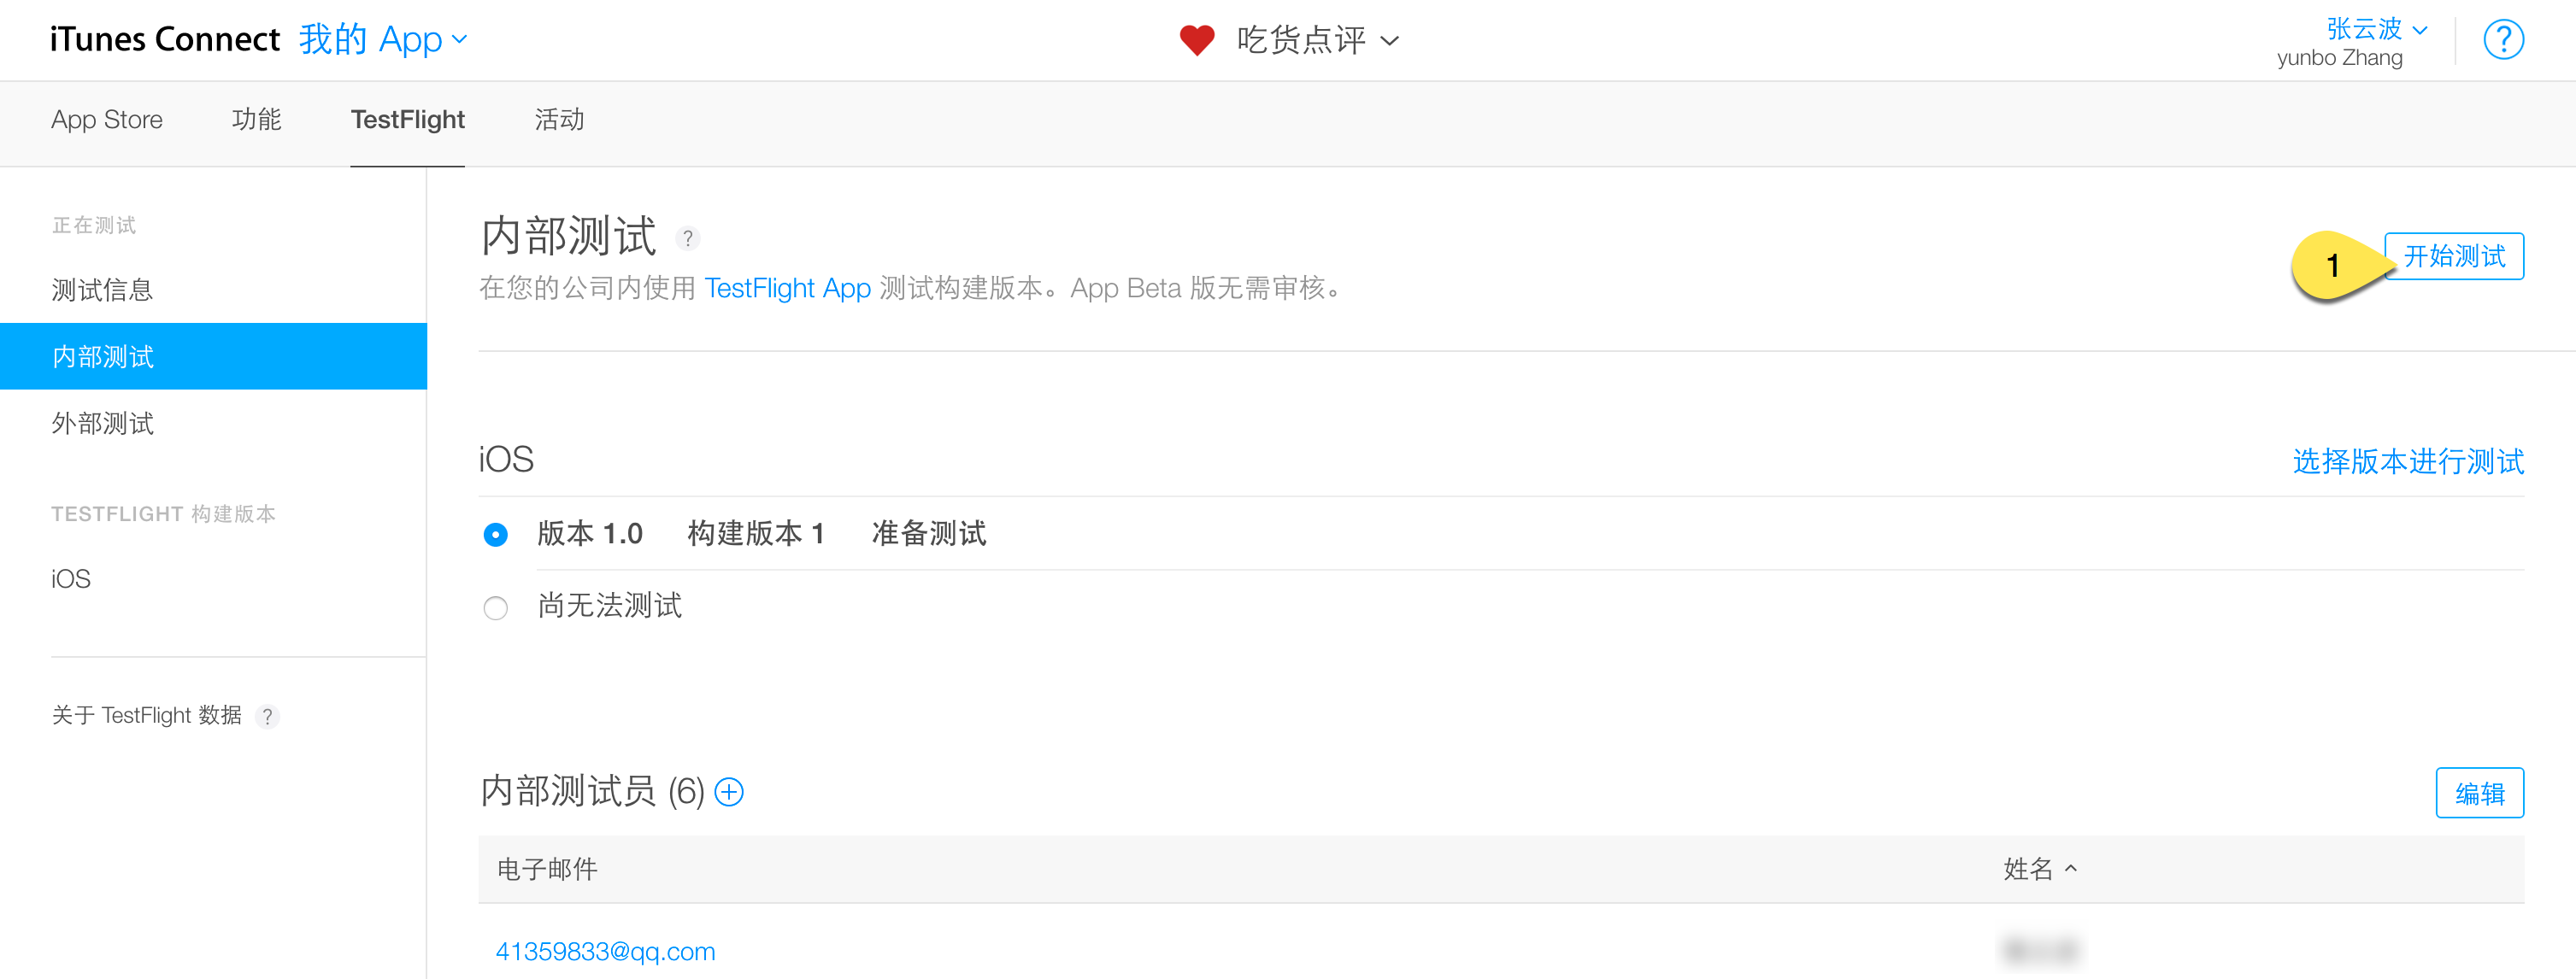 iTunes Connect 我的 App 吃货点评 张云波
yunbo Zhang ?
App Store 功能 TestFlight 活动
正在测试
测试信息
内部测试
外部测试
TESTFLIGHT 构建版本
iOS
关于 TestFlight 数据 ?
内部测试 ?
1 开始测试
在您的公司内使用 TestFlight App 测试构建版本。App Beta 版无需审核。
iOS 选择版本进行测试
版本 1.0 构建版本 1 准备测试
尚无法测试
内部测试员 (6) 编辑
电子邮件 姓名
41359833@qq.com